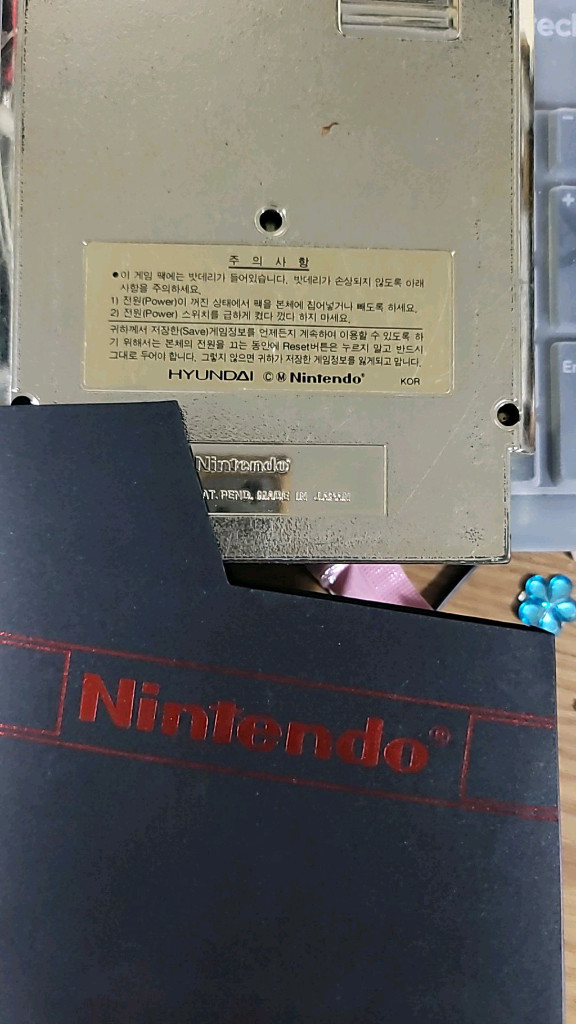 Nintendo
tech
주 의 사 항
●이 게임 팩에는 밧데리가 들어있습니다. 밧데리가 손상되지 않도록 아래
사항을 주의하세요.
1) 전원(Power)이 꺼진 상태에서 팩을 본체에 집어넣거나 빼도록 하세요.
2) 전원(Power) 스위치를 급하게 켰다 껐다 하지 마세요.
귀하께서 저장한(Save)게임정보를 언제든지 계속하여 이용할 수 있도록 하
기 위해서는 본체의 전원을 끄는 동안에 Reset버튼은 누르지 말고 반드시
그대로 두어야 합니다. 그렇지 않으면 귀하가 저장한 게임정보를 잃게되고 맙니다.
HYUNDAI © Ⓜ Nintendo® KOR
Nintendo®
PAT. PEND. MADE IN JAPAN
Nintendo®